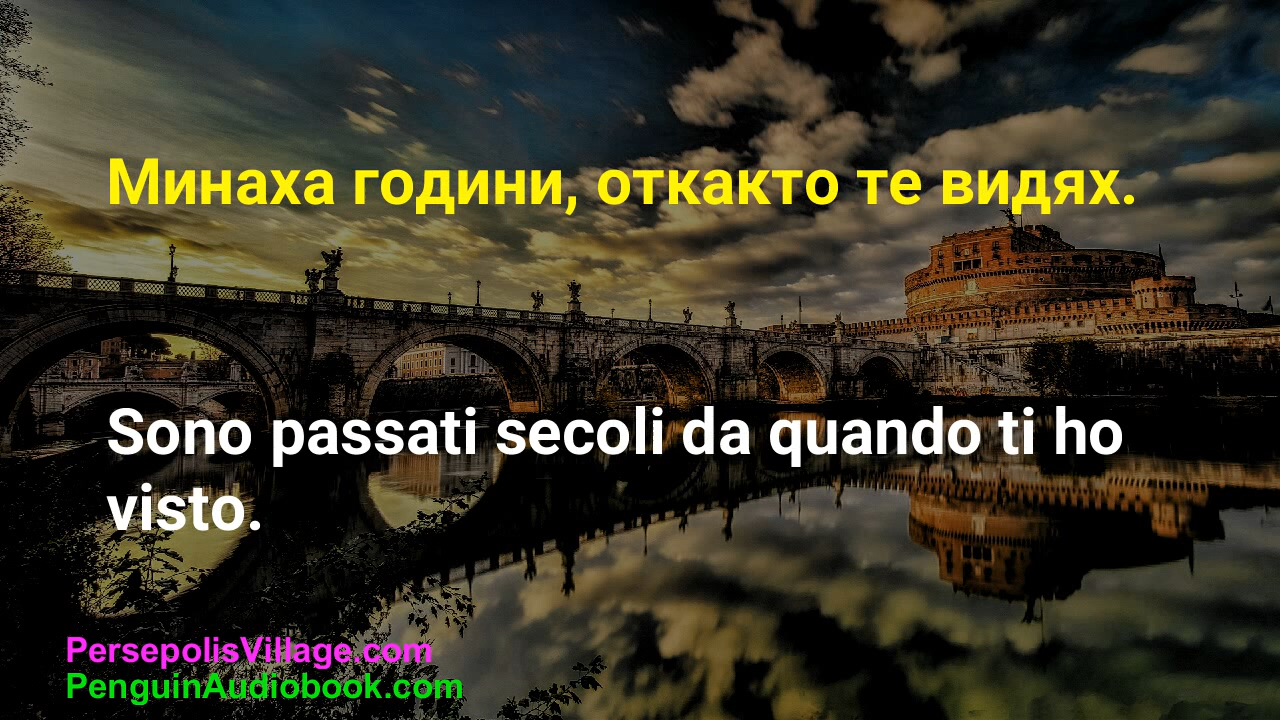 Минаха години, откакто те видях.
Sono passati secoli da quando ti ho
visto.
PersepolisVillage.com
PenguinAudiobook.com